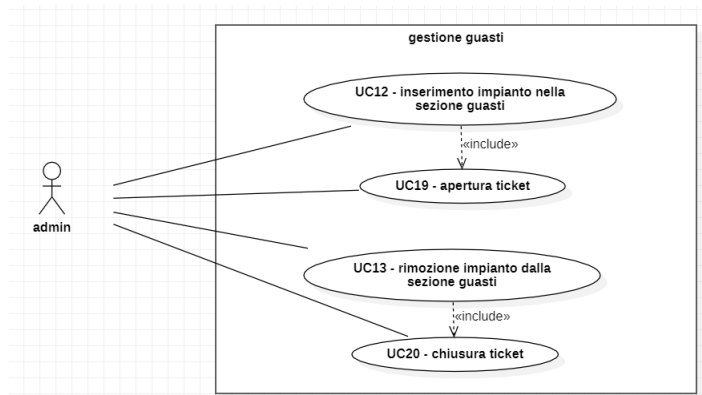 gestione guasti
UC12 - inserimento impianto nella
sezione guasti
«include»
UC19 - apertura ticket
admin
UC13 - rimozione impianto dalla
sezione guasti
«include»
UC20 - chiusura ticket